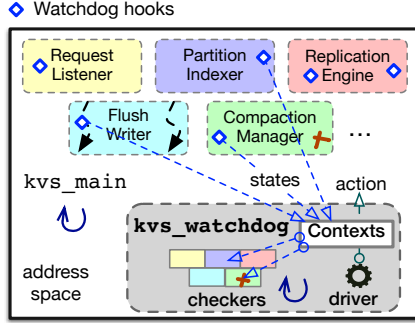 Watchdog hooks
Request
Listener
Partition
Indexer
Replication
Engine
Flush
Writer
Compaction
Manager
...
kvs_main
states
action
kvs_watchdog
Contexts
address
space
checkers
driver